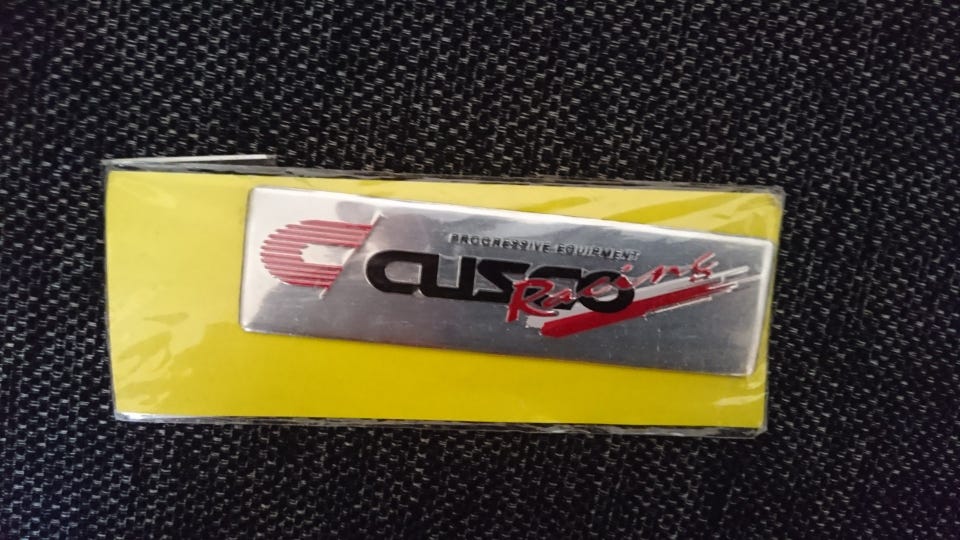 PROGRESSIVE EQUIPMENT
CUSCO
Racing